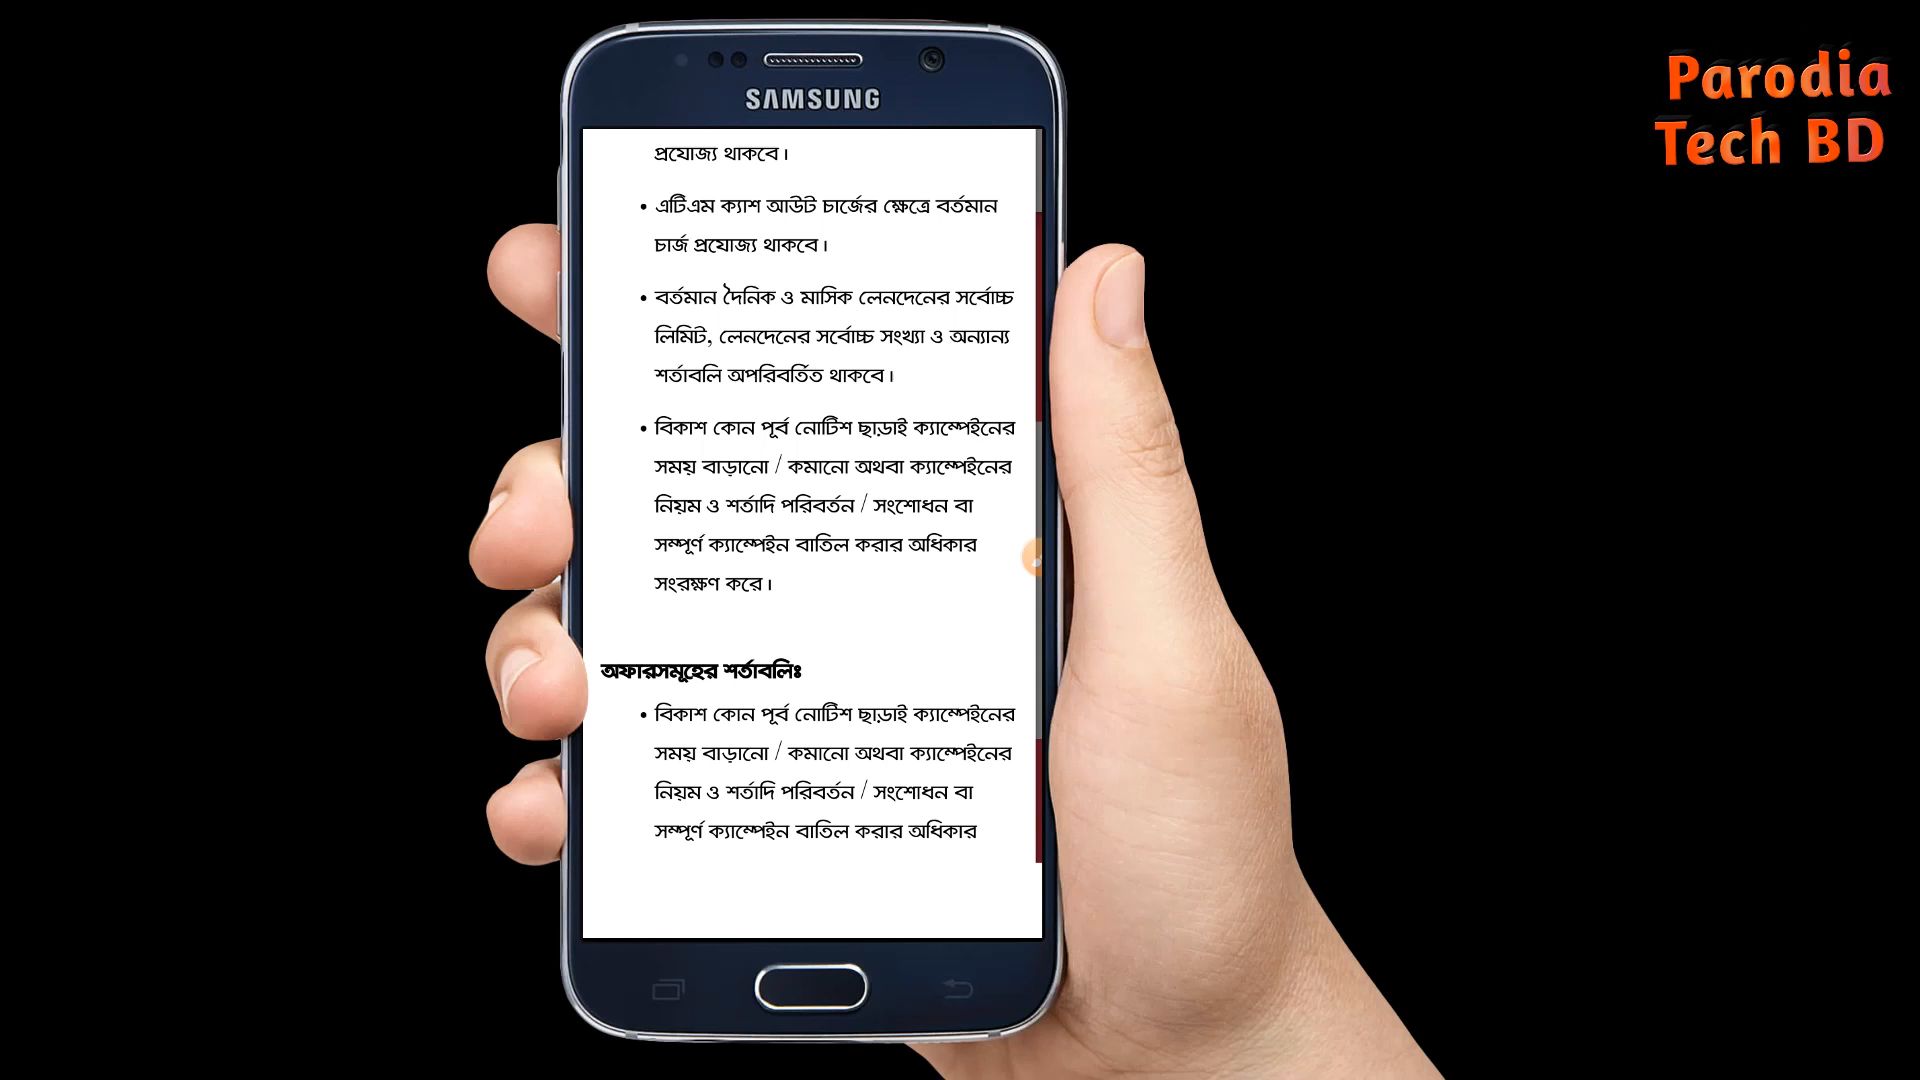 Parodia
Tech BD
SAMSUNG
প্রযোজ্য থাকবে।
• এটিএম ক্যাশ আউট চার্জের ক্ষেত্রে বর্তমান
চার্জ প্রযোজ্য থাকবে।
• বর্তমান দৈনিক ও মাসিক লেনদেনের সর্বোচ্চ
লিমিট, লেনদেনের সর্বোচ্চ সংখ্যা ও অন্যান্য
শর্তাবলি অপরিবর্তিত থাকবে।
• বিকাশ কোন পূর্ব নোটিশ ছাড়াই ক্যাম্পেইনের
সময় বাড়ানো / কমানো অথবা ক্যাম্পেইনের
নিয়ম ও শর্তাদি পরিবর্তন / সংশোধন বা
সম্পূর্ণ ক্যাম্পেইন বাতিল করার অধিকার
সংরক্ষণ করে।
অফারসমূহের শর্তাবলিঃ
• বিকাশ কোন পূর্ব নোটিশ ছাড়াই ক্যাম্পেইনের
সময় বাড়ানো / কমানো অথবা ক্যাম্পেইনের
নিয়ম ও শর্তাদি পরিবর্তন / সংশোধন বা
সম্পূর্ণ ক্যাম্পেইন বাতিল করার অধিকার